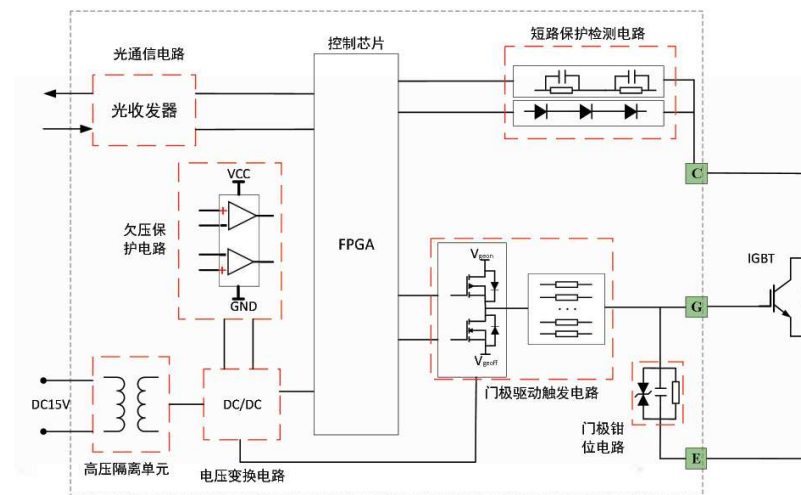 短路保护检测电路
控制芯片
光通信电路
光收发器
C
VCC
欠压保
护电路
GND
FPGA
Vgeon
Vgeoff
...
IGBT
G
门极驱动触发电路
DC15V
DC/DC
门极钳
位电路
E
高压隔离单元
电压变换电路